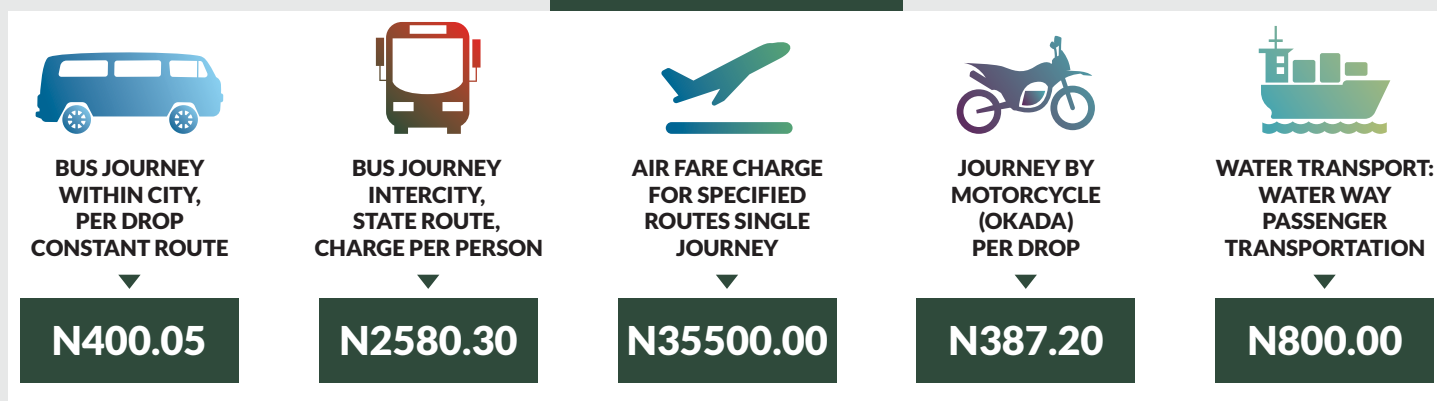 BUS JOURNEY
WITHIN CITY,
PER DROP
CONSTANT ROUTE
N400.05
BUS JOURNEY
INTERCITY,
STATE ROUTE,
CHARGE PER PERSON
N2580.30
AIR FARE CHARGE
FOR SPECIFIED
ROUTES SINGLE
JOURNEY
N35500.00
JOURNEY BY
MOTORCYCLE
(OKADA)
PER DROP
N387.20
WATER TRANSPORT:
WATER WAY
PASSENGER
TRANSPORTATION
N800.00